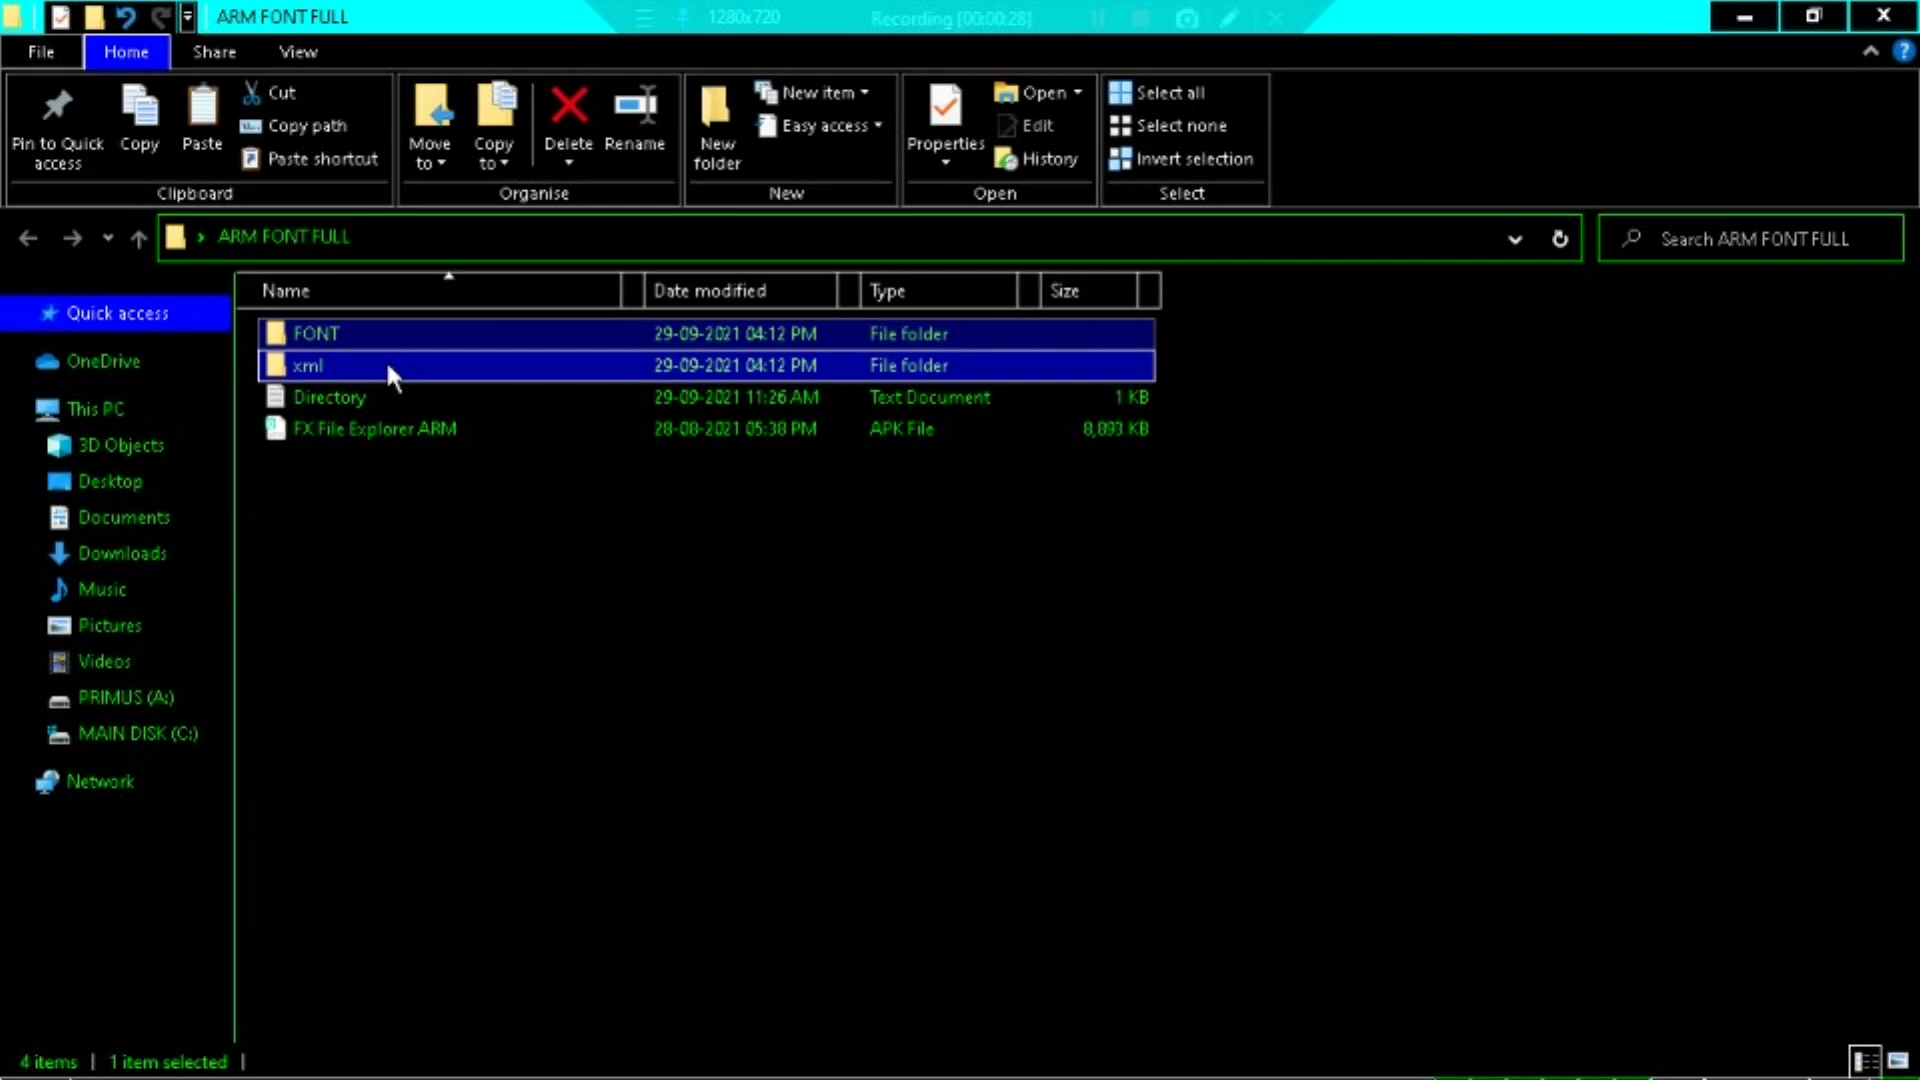 ARM FONT FULL
1280x720
Recording [00:00:28]
File
Home
Share
View
Pin to Quick access
Copy
Paste
Cut
Copy path
Paste shortcut
Clipboard
Move to
Copy to
Delete
Rename
Organise
New folder
New item
Easy access
New
Properties
Open
Edit
History
Open
Select all
Select none
Invert selection
Select
ARM FONT FULL
Search ARM FONT FULL
Name
Date modified
Type
Size
FONT 29-09-2021 04:12 PM File folder
xml 29-09-2021 04:12 PM File folder
Directory 29-09-2021 11:26 AM Text Document 1 KB
FX File Explorer ARM 28-08-2021 05:38 PM APK File 8,893 KB
Quick access
OneDrive
This PC
3D Objects
Desktop
Documents
Downloads
Music
Pictures
Videos
PRIMUS (A:)
MAIN DISK (C:)
Network
4 items
1 item selected